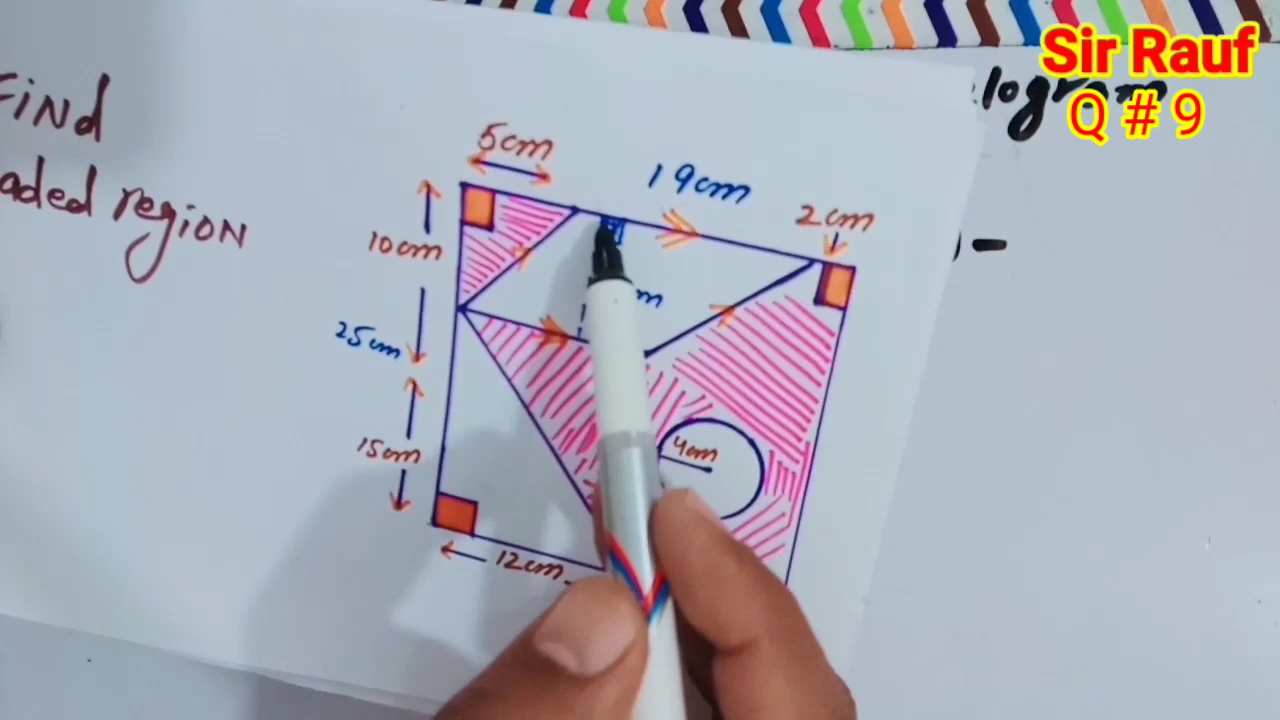 Sir Rauf
Q # 9
FiND
aded region
5cm
19cm
2cm
10cm
25cm
15cm
4cm
12cm